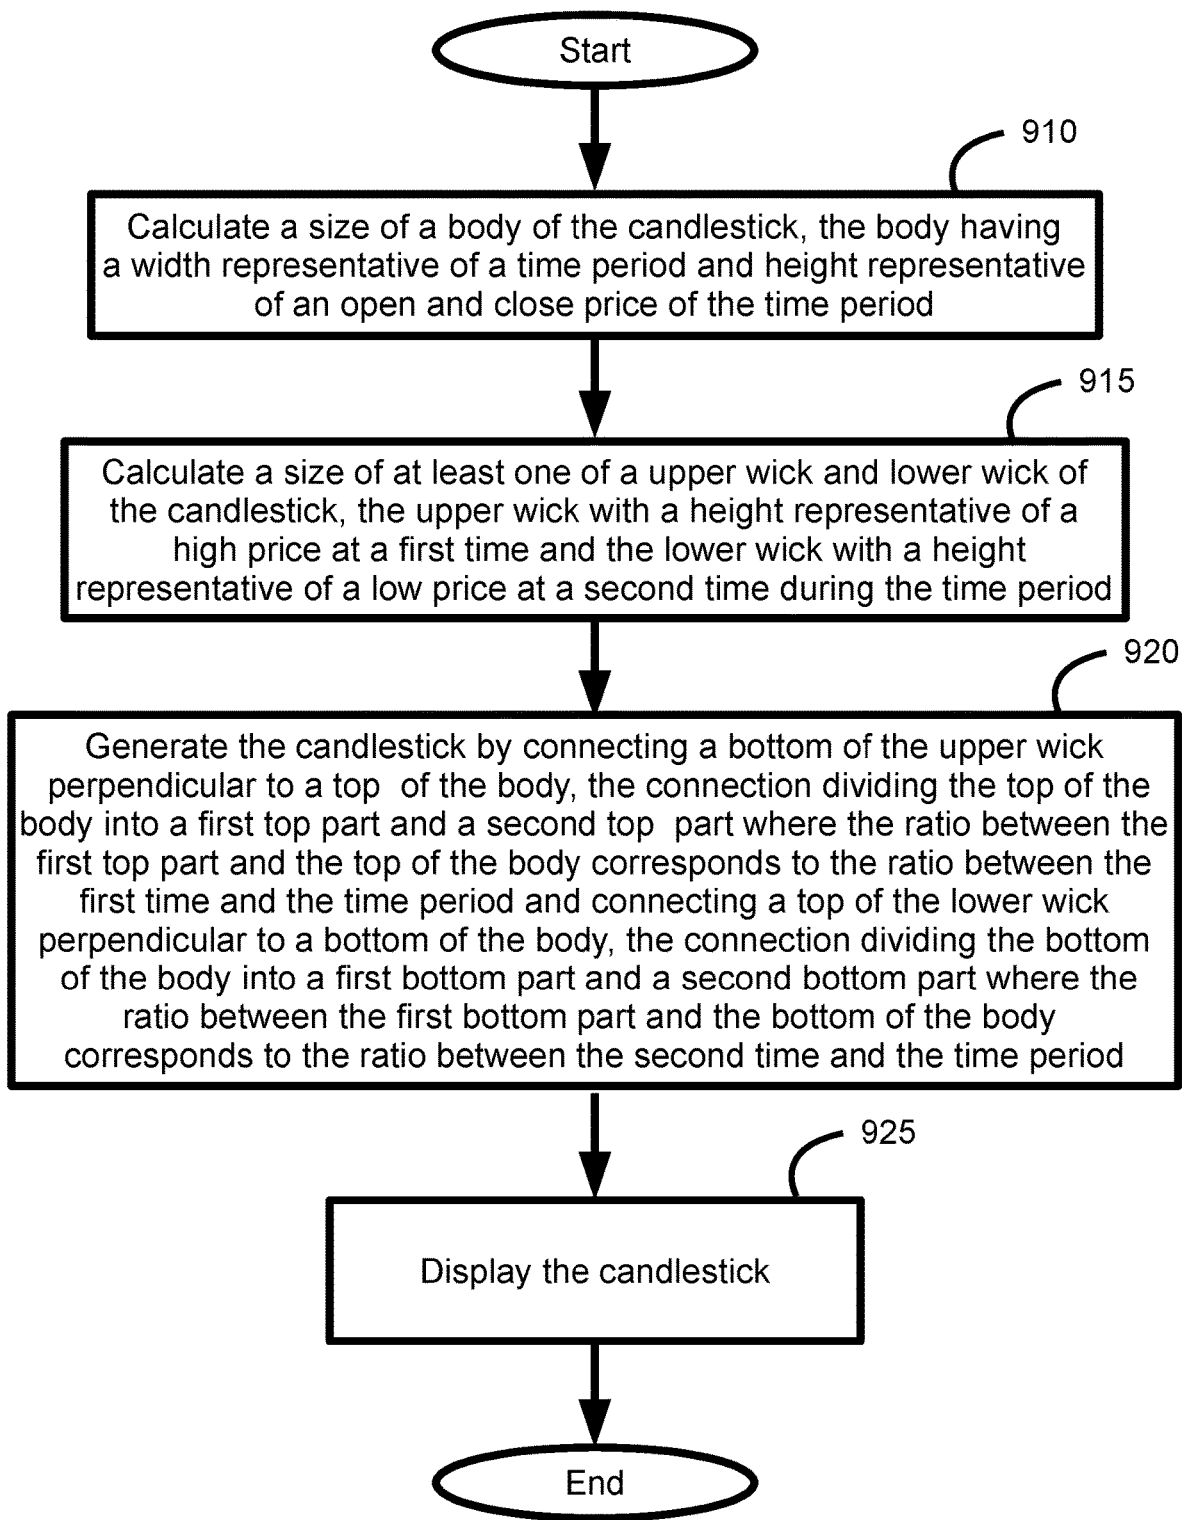 Start
910
Calculate a size of a body of the candlestick, the body having
a width representative of a time period and height representative
of an open and close price of the time period
915
Calculate a size of at least one of a upper wick and lower wick of
the candlestick, the upper wick with a height representative of a
high price at a first time and the lower wick with a height
representative of a low price at a second time during the time period
920
Generate the candlestick by connecting a bottom of the upper wick
perpendicular to a top  of the body, the connection dividing the top of the
body into a first top part and a second top  part where the ratio between the
first top part and the top of the body corresponds to the ratio between the
first time and the time period and connecting a top of the lower wick
perpendicular to a bottom of the body, the connection dividing the bottom
of the body into a first bottom part and a second bottom part where the
ratio between the first bottom part and the bottom of the body
corresponds to the ratio between the second time and the time period
925
Display the candlestick
End